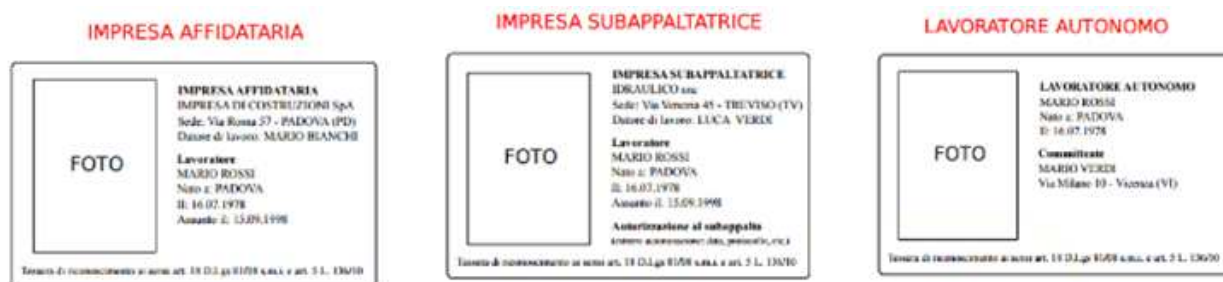 IMPRESA AFFIDATARIA
FOTO
IMPRESA AFFIDATARIA
IMPRESA DI COSTRUZIONI SpA
Sede: Via Roma 57 - PADOVA (PD)
Datore di lavoro: MARIO BIANCHI
Lavoratore
MARIO ROSSI
Nato a: PADOVA
Il: 16.07.1978
Assunto il: 15.09.1998
Tessera di riconoscimento ai sensi art. 18 D.Lgs 81/08 s.m.i. e art. 5 L. 136/10
IMPRESA SUBAPPALTATRICE
FOTO
IMPRESA SUBAPPALTATRICE
IDRAULICO snc
Sede: Via Venezia 45 - TREVISO (TV)
Datore di lavoro: LUCA VERDI
Lavoratore
MARIO ROSSI
Nato a: PADOVA
Il: 16.07.1978
Assunto il: 15.09.1998
Autorizzazione al subappalto
(estremi autorizzazione: data, protocollo, etc.)
Tessera di riconoscimento ai sensi art. 18 D.Lgs 81/08 s.m.i. e art. 5 L. 136/10
LAVORATORE AUTONOMO
FOTO
LAVORATORE AUTONOMO
MARIO ROSSI
Nato a: PADOVA
Il: 16.07.1978
Committente
MARIO VERDI
Via Milano 10 - Vicenza (VI)
Tessera di riconoscimento ai sensi art. 18 D.Lgs 81/08 s.m.i. e art. 5 L. 136/10